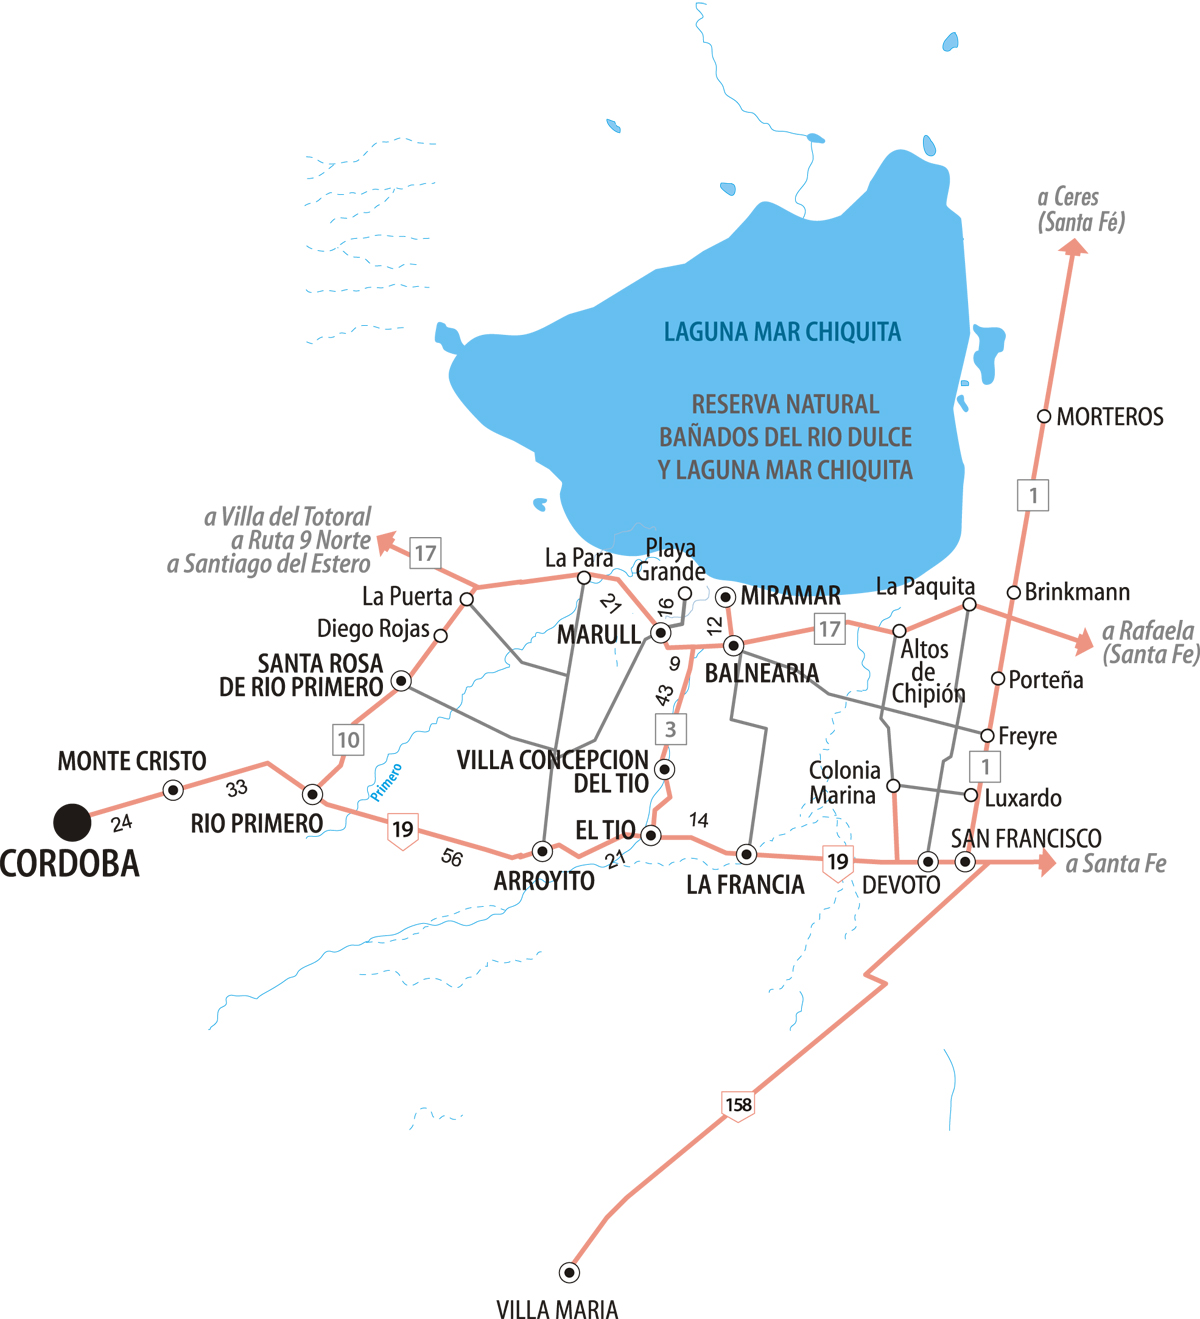 a Ceres
(Santa Fé)
LAGUNA MAR CHIQUITA
RESERVA NATURAL
BAÑADOS DEL RIO DULCE
Y LAGUNA MAR CHIQUITA
MORTEROS
1
a Villa del Totoral
a Ruta 9 Norte
a Santiago del Estero
17
La Para
Playa
Grande
La Puerta
21
16
MIRAMAR
La Paquita
Brinkmann
Diego Rojas
MARULL
12
17
a Rafaela
(Santa Fe)
SANTA ROSA
DE RIO PRIMERO
9
BALNEARIA
Altos
de
Chipión
Porteña
43
10
3
Freyre
MONTE CRISTO
33
Primero
VILLA CONCEPCION
DEL TIO
Colonia
Marina
1
Luxardo
24
RIO PRIMERO
19
56
EL TIO
14
21
SAN FRANCISCO
CORDOBA
ARROYITO
LA FRANCIA
19
DEVOTO
a Santa Fe
158
VILLA MARIA